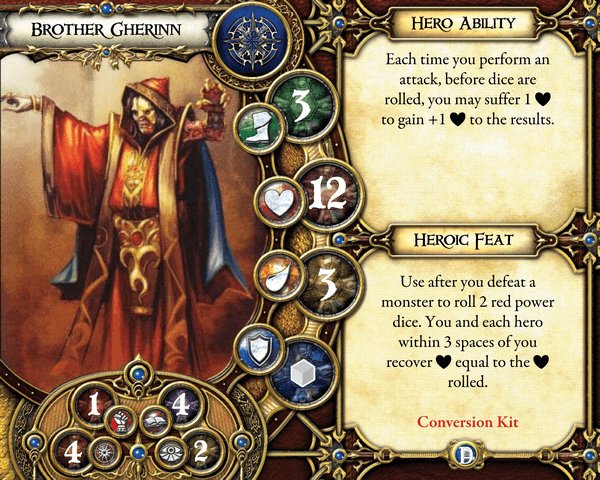 Brother Gherinn
3
12
3
1
4
4
2
Hero Ability
Each time you perform an
attack, before dice are
rolled, you may suffer 1 ♥
to gain +1 ♥ to the results.
Heroic Feat
Use after you defeat a
monster to roll 2 red power
dice. You and each hero
within 3 spaces of you
recover ♥ equal to the ♥
rolled.
Conversion Kit
D